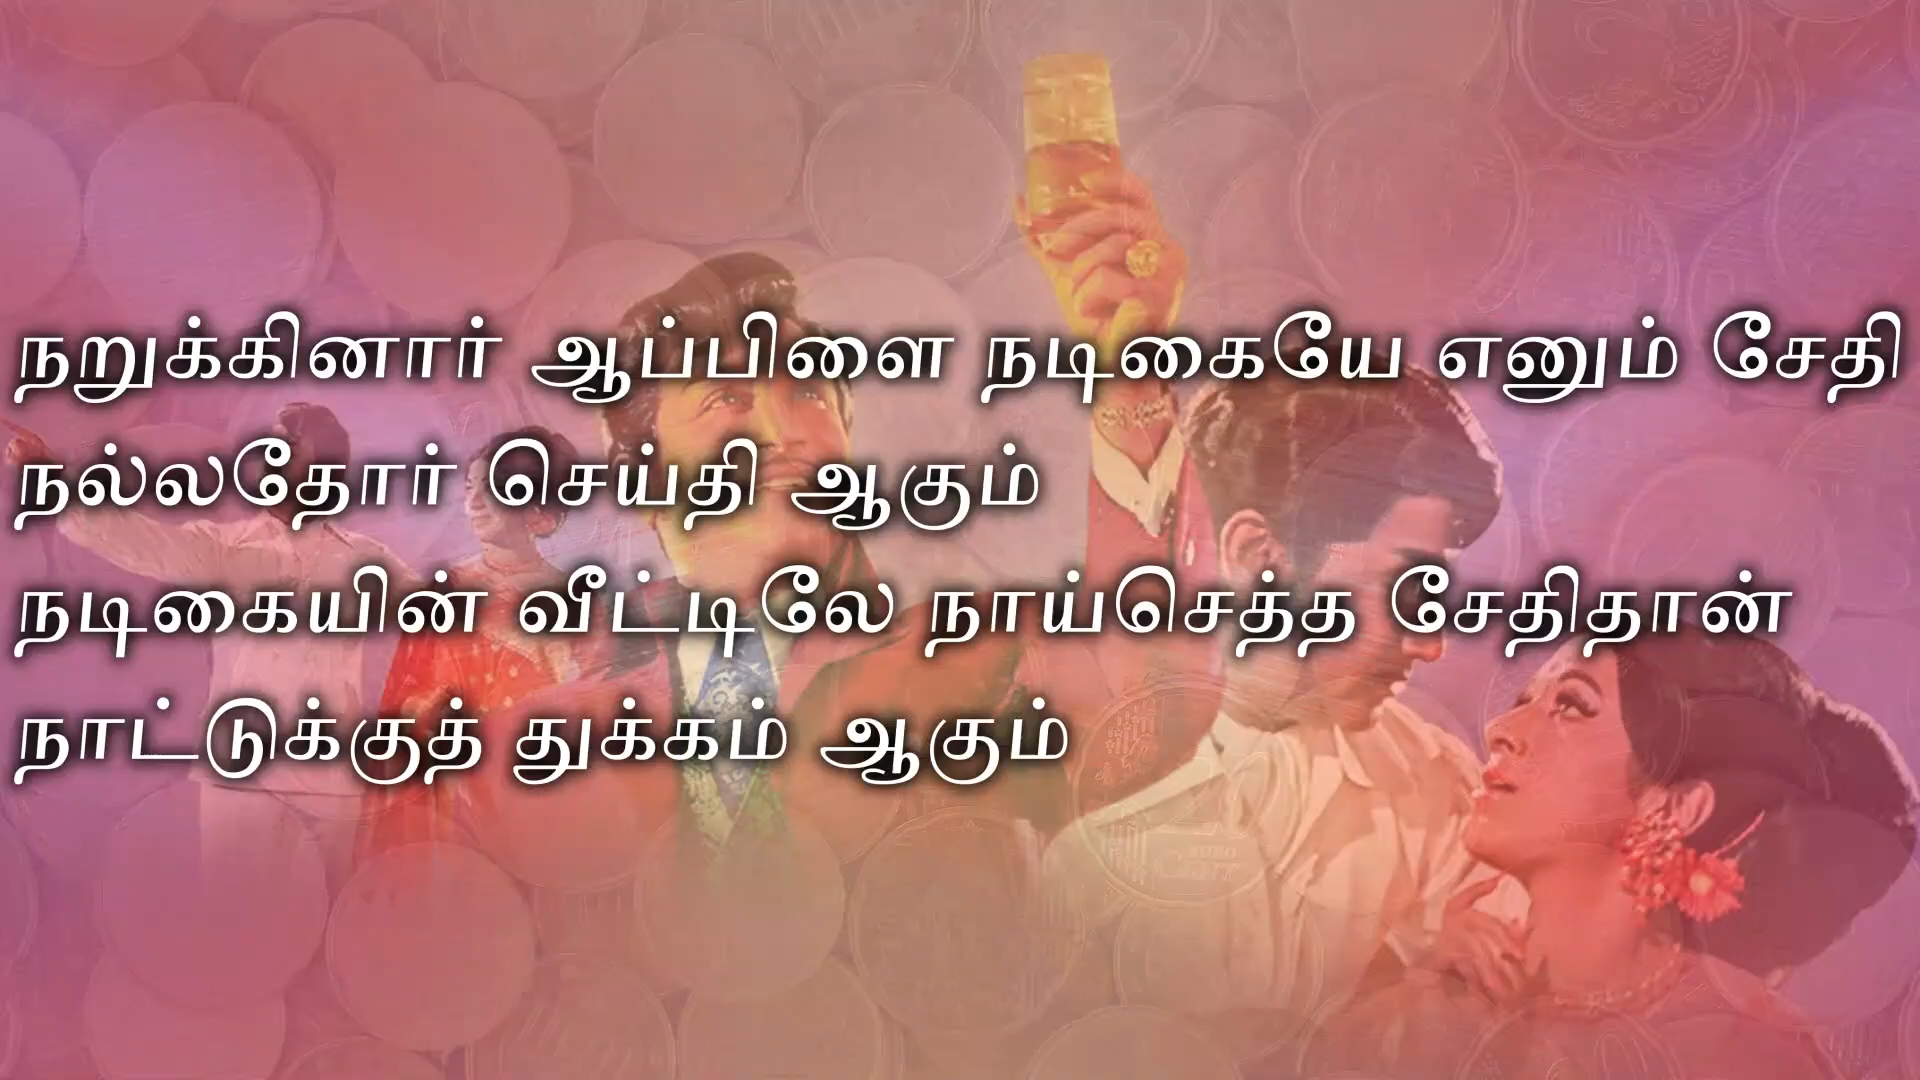 நறுக்கினார் ஆப்பிளை நடிகையே எனும் சேதி
நல்லதோர் செய்தி ஆகும்
நடிகையின் வீட்டிலே நாய்செத்த சேதிதான்
நாட்டுக்குத் துக்கம் ஆகும்